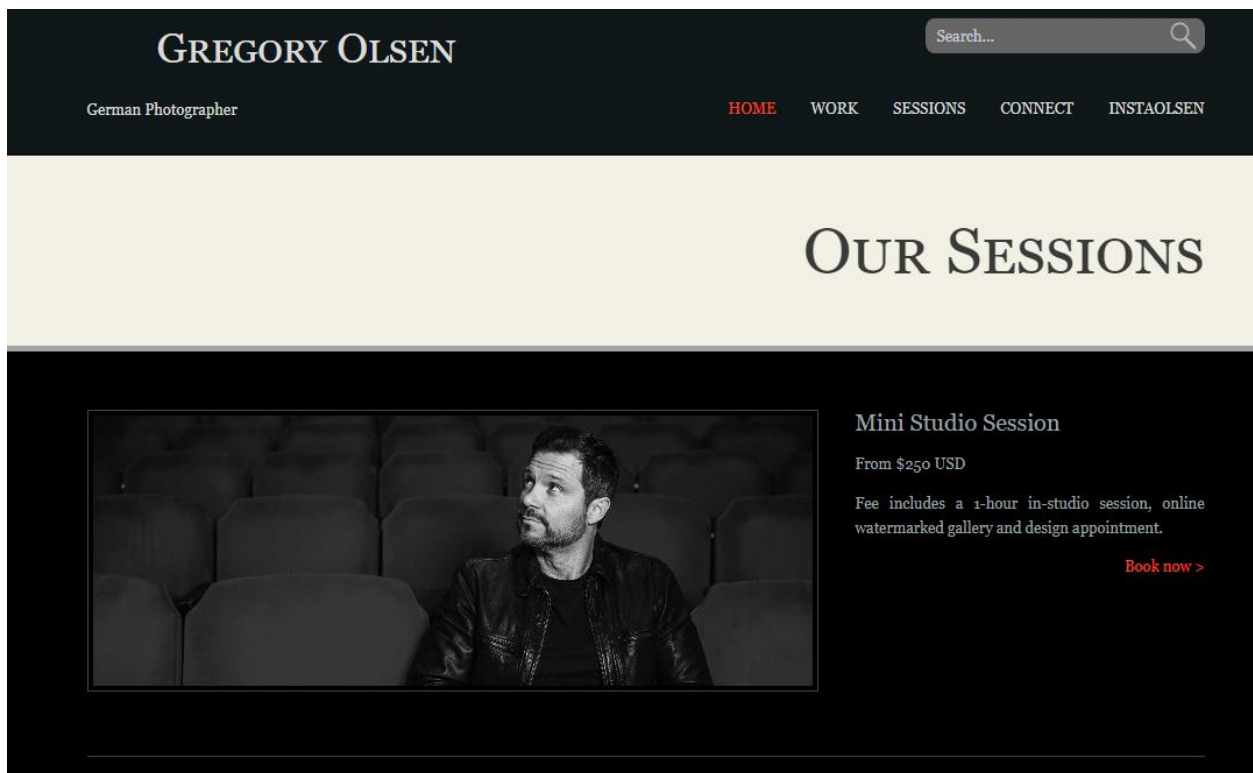 GREGORY OLSEN
Search...
German Photographer
HOME WORK SESSIONS CONNECT INSTAOLSEN
OUR SESSIONS
Mini Studio Session
From $250 USD
Fee includes a 1-hour in-studio session, online
watermarked gallery and design appointment.
Book now >